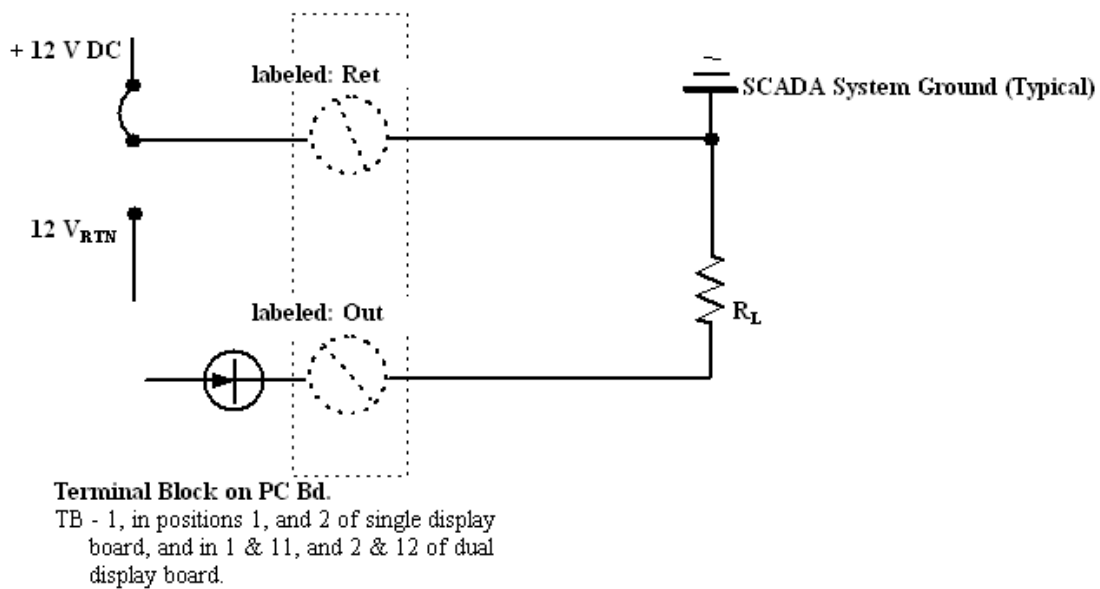 + 12 V DC
labeled: Ret
SCADA System Ground (Typical)
12 VRTN
labeled: Out
RL
Terminal Block on PC Bd.
TB - 1, in positions 1, and 2 of single display
board, and in 1 & 11, and 2 & 12 of dual
display board.